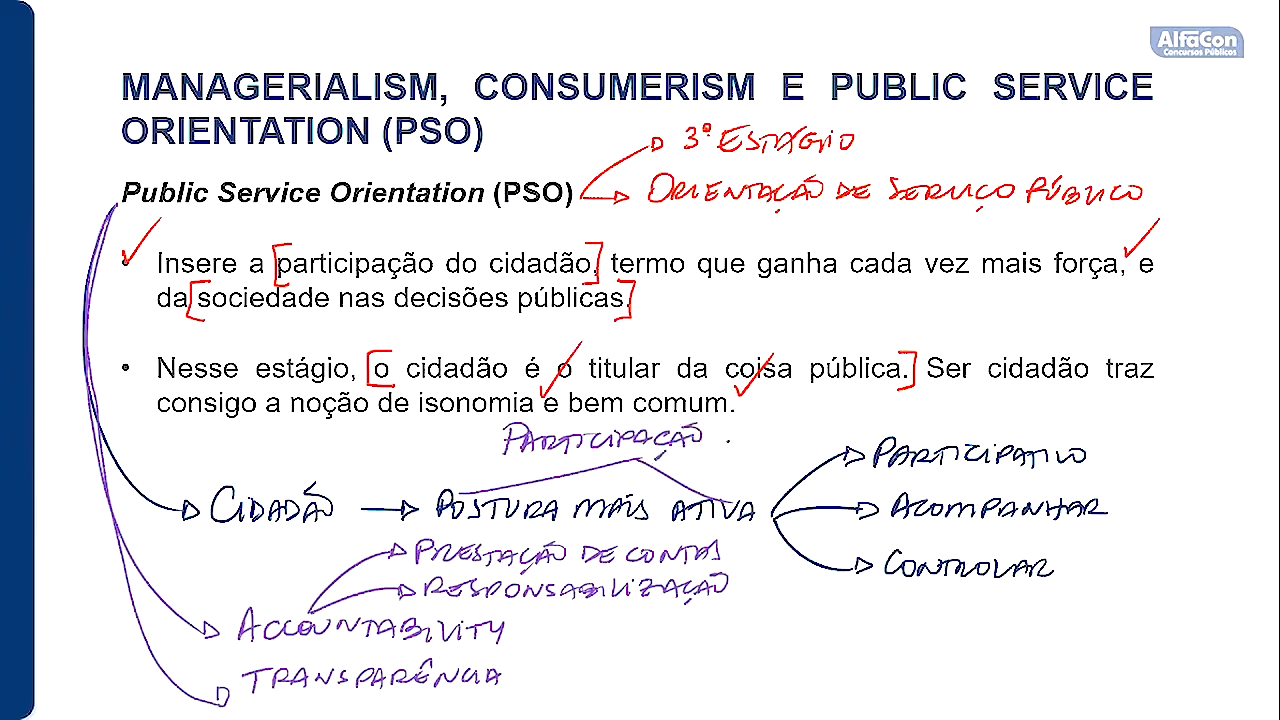 AlfaCon
Concursos Públicos
MANAGERIALISM, CONSUMERISM E PUBLIC SERVICE
ORIENTATION (PSO)
3º ESTÁGIO
Public Service Orientation (PSO)
ORIENTAÇÃO DE SERVIÇO PÚBLICO
• Insere a participação do cidadão, termo que ganha cada vez mais força, e
da sociedade nas decisões públicas.
• Nesse estágio, o cidadão é o titular da coisa pública. Ser cidadão traz
consigo a noção de isonomia e bem comum.
PARTICIPAÇÃO
PARTICIPATIVO
CIDADÃO → POSTURA MAIS ATIVA
ACOMPANHAR
PRESTAÇÃO DE CONTAS
CONTROLAR
RESPONSABILIZAÇÃO
ACCOUNTABILITY
TRANSPARÊNCIA